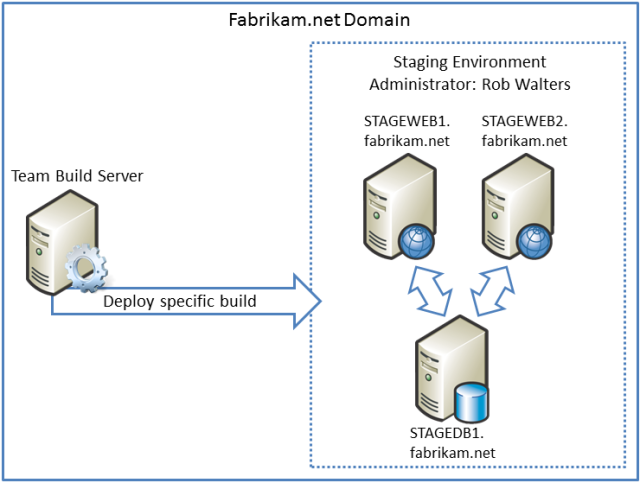 Fabrikam.net Domain
Staging Environment
Administrator: Rob Walters
STAGEWEB1.
fabrikam.net
STAGEWEB2.
fabrikam.net
Team Build Server
Deploy specific build
STAGEDB1.
fabrikam.net